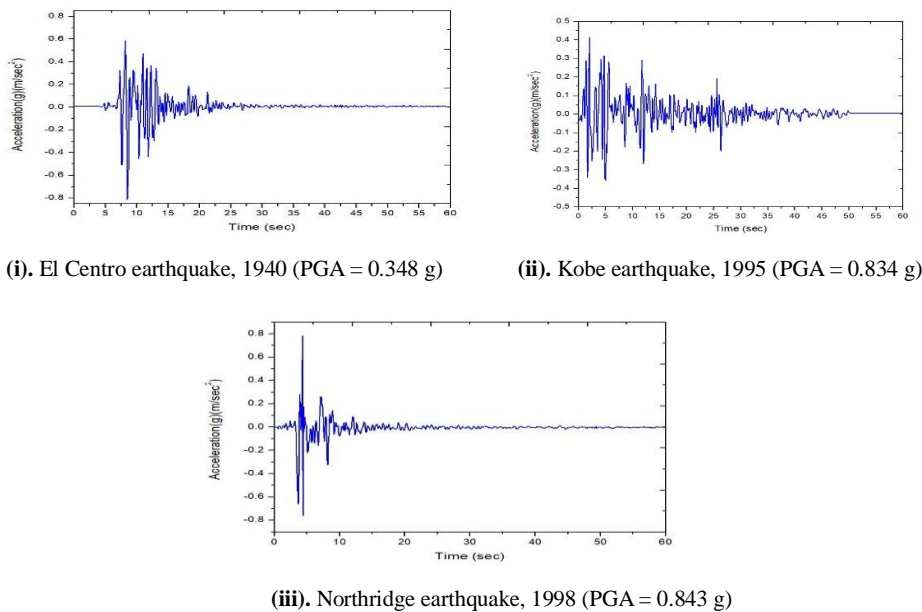 Acceleration(g)(m/sec²)
0.8
0.6
0.4
0.2
0.0
-0.2
-0.4
-0.6
-0.8
0 5 10 15 20 25 30 35 40 45 50 55 60
Time (sec)
Acceleration(g)(m/sec²)
0.5
0.4
0.3
0.2
0.1
0.0
-0.1
-0.2
-0.3
-0.4
-0.5
0 5 10 15 20 25 30 35 40 45 50 55 60
Time (sec)
(i). El Centro earthquake, 1940 (PGA = 0.348 g)
(ii). Kobe earthquake, 1995 (PGA = 0.834 g)
Acceleration(g)(m/sec²)
0.8
0.6
0.4
0.2
0.0
-0.2
-0.4
-0.6
-0.8
0 10 20 30 40 50 60
Time (sec)
(iii). Northridge earthquake, 1998 (PGA = 0.843 g)